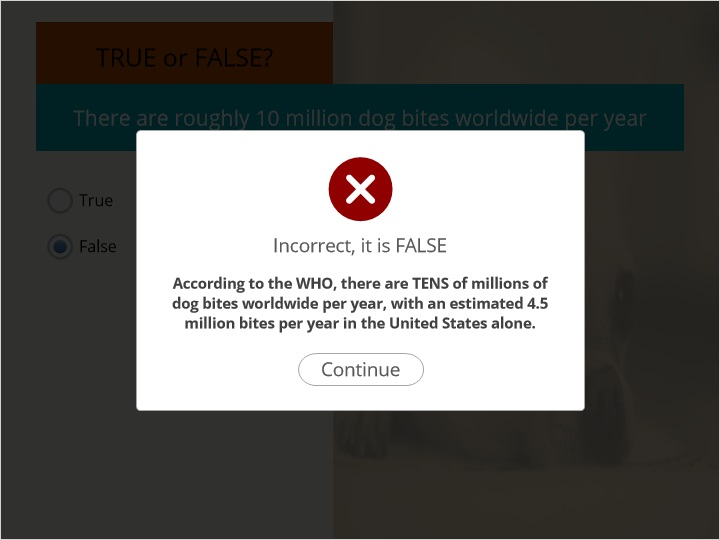 TRUE or FALSE?
There are roughly 10 million dog bites worldwide per year
True
False
Incorrect, it is FALSE
According to the WHO, there are TENS of millions of
dog bites worldwide per year, with an estimated 4.5
million bites per year in the United States alone.
Continue